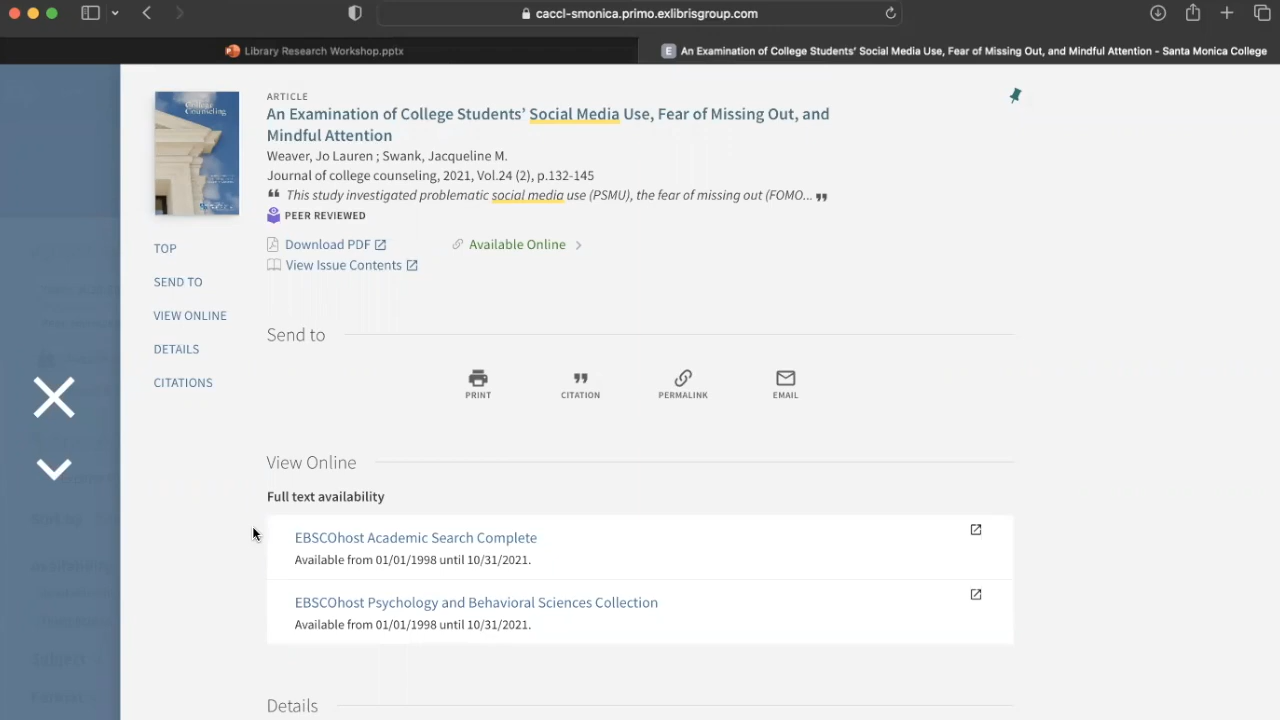 caccl-smonica.primo.exlibrisgroup.com
Library Research Workshop.pptx
E An Examination of College Students' Social Media Use, Fear of Missing Out, and Mindful Attention - Santa Monica College
College
Counseling
ARTICLE
An Examination of College Students' Social Media Use, Fear of Missing Out, and
Mindful Attention
Weaver, Jo Lauren ; Swank, Jacqueline M.
Journal of college counseling, 2021, Vol.24 (2), p.132-145
❝ This study investigated problematic social media use (PSMU), the fear of missing out (FOMO... ❞
PEER REVIEWED
Download PDF
Available Online
View Issue Contents
TOP
SEND TO
VIEW ONLINE
DETAILS
CITATIONS
Send to
PRINT
CITATION
PERMALINK
EMAIL
View Online
Full text availability
EBSCOhost Academic Search Complete
Available from 01/01/1998 until 10/31/2021.
EBSCOhost Psychology and Behavioral Sciences Collection
Available from 01/01/1998 until 10/31/2021.
Details